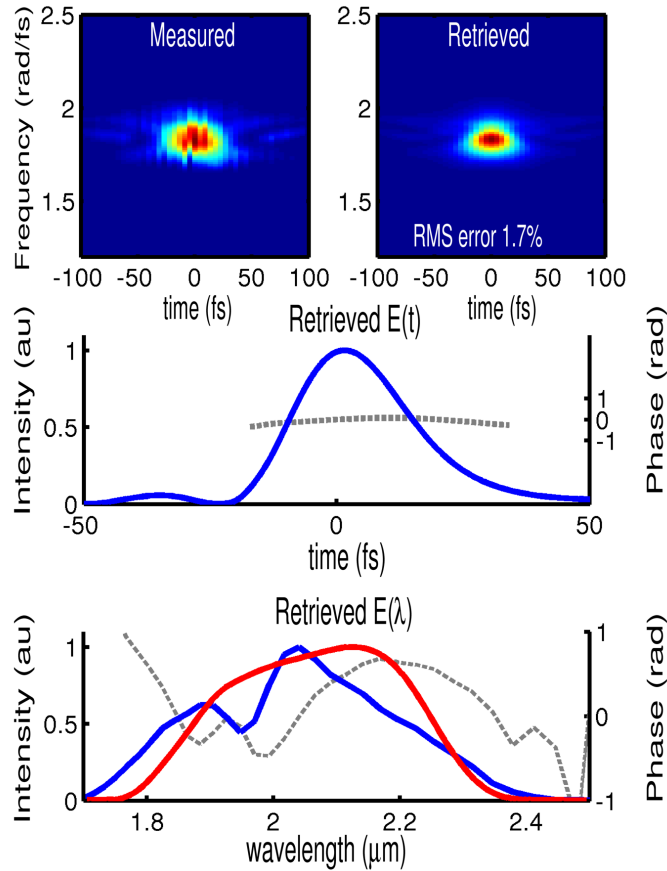 Measured
Retrieved
Frequency (rad/fs)
2.5
2
1.5
2.5
2
1.5
RMS error 1.7%
-100 -50 0 50 100
-100 -50 0 50 100
time (fs)
time (fs)
Retrieved E(t)
Intensity (au)
1
0.5
0
Phase (rad)
1
0
-1
-50 0 50
time (fs)
Retrieved E(λ)
Intensity (au)
1
0.5
0
Phase (rad)
1
0
-1
1.8 2 2.2 2.4
wavelength (μm)